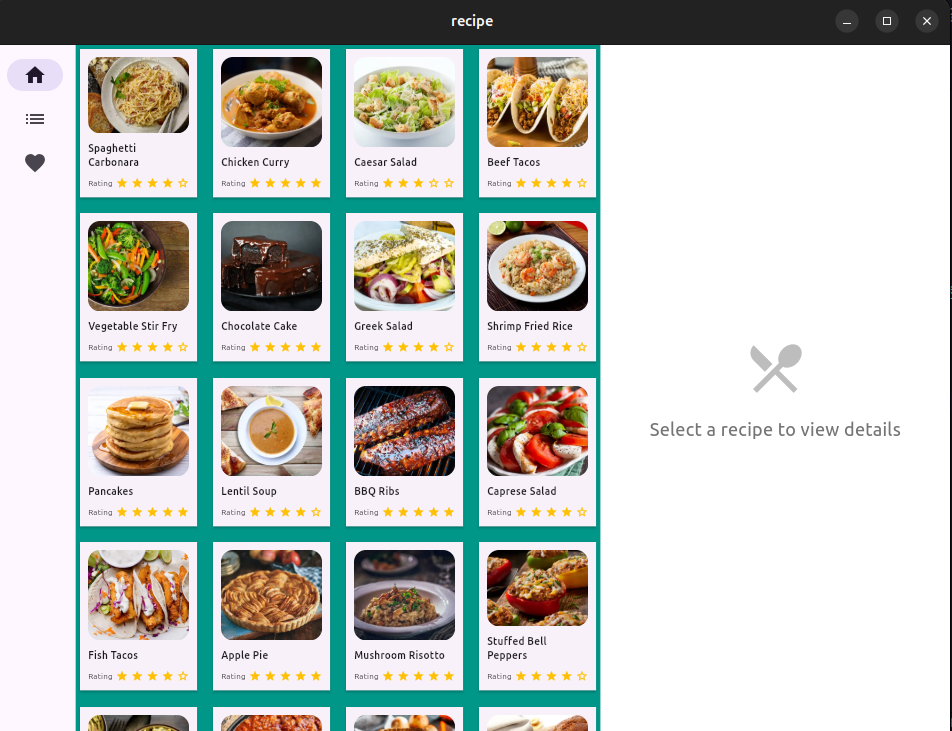 recipe
Spaghetti
Carbonara
Rating
Chicken Curry
Rating
Caesar Salad
Rating
Beef Tacos
Rating
Vegetable Stir Fry
Rating
Chocolate Cake
Rating
Greek Salad
Rating
Shrimp Fried Rice
Rating
Pancakes
Rating
Lentil Soup
Rating
BBQ Ribs
Rating
Caprese Salad
Rating
Fish Tacos
Rating
Apple Pie
Rating
Mushroom Risotto
Rating
Stuffed Bell
Peppers
Rating
Select a recipe to view details